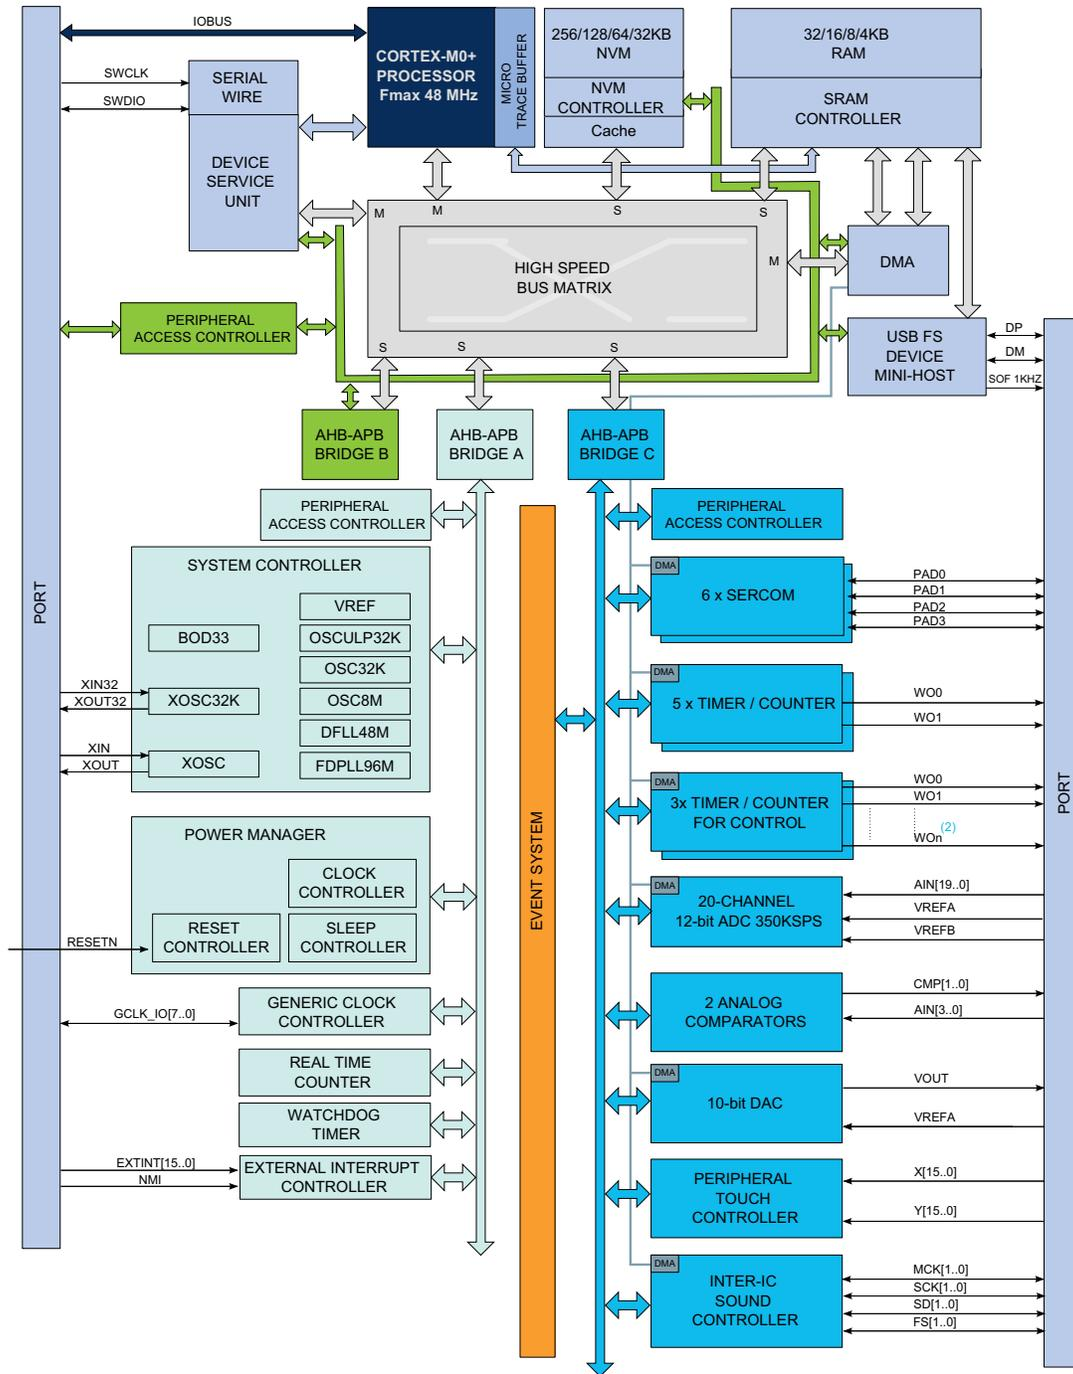 IOBUS
SWCLK
SWDIO
SERIAL
WIRE
DEVICE
SERVICE
UNIT
CORTEX-M0+
PROCESSOR
Fmax 48 MHz
MICRO
TRACE BUFFER
256/128/64/32KB
NVM
NVM
CONTROLLER
Cache
32/16/8/4KB
RAM
SRAM
CONTROLLER
M
M
S
S
M
HIGH SPEED
BUS MATRIX
S
S
S
DMA
PERIPHERAL
ACCESS CONTROLLER
USB FS
DEVICE
MINI-HOST
DP
DM
SOF 1KHZ
AHB-APB
BRIDGE B
AHB-APB
BRIDGE A
AHB-APB
BRIDGE C
PORT
PERIPHERAL
ACCESS CONTROLLER
SYSTEM CONTROLLER
VREF
BOD33
OSCULP32K
OSC32K
XIN32
XOUT32
XOSC32K
OSC8M
DFLL48M
XIN
XOUT
XOSC
FDPLL96M
POWER MANAGER
CLOCK
CONTROLLER
RESETN
RESET
CONTROLLER
SLEEP
CONTROLLER
GCLK_IO[7..0]
GENERIC CLOCK
CONTROLLER
REAL TIME
COUNTER
WATCHDOG
TIMER
EXTINT[15..0]
NMI
EXTERNAL INTERRUPT
CONTROLLER
EVENT SYSTEM
PERIPHERAL
ACCESS CONTROLLER
DMA
6 x SERCOM
PAD0
PAD1
PAD2
PAD3
DMA
5 x TIMER / COUNTER
WO0
WO1
DMA
3x TIMER / COUNTER
FOR CONTROL
WO0
WO1
(2)
WOn
DMA
20-CHANNEL
12-bit ADC 350KSPS
AIN[19..0]
VREFA
VREFB
2 ANALOG
COMPARATORS
CMP[1..0]
AIN[3..0]
DMA
10-bit DAC
VOUT
VREFA
PERIPHERAL
TOUCH
CONTROLLER
X[15..0]
Y[15..0]
DMA
INTER-IC
SOUND
CONTROLLER
MCK[1..0]
SCK[1..0]
SD[1..0]
FS[1..0]
PORT